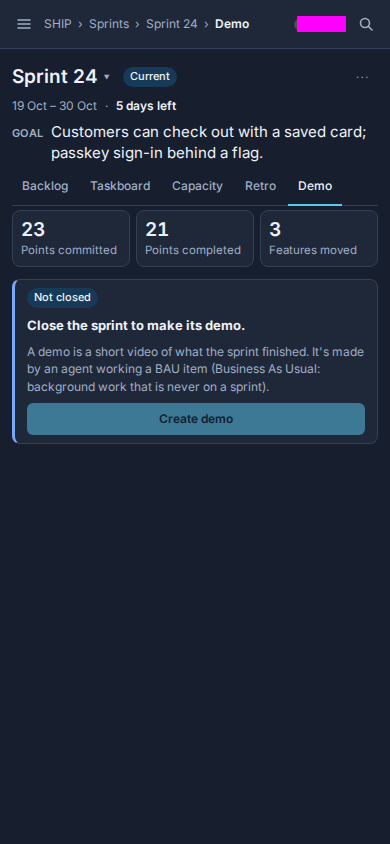 SHIP › Sprints › Sprint 24 › Demo
Sprint 24 ▾ Current ...
19 Oct – 30 Oct · 5 days left
GOAL Customers can check out with a saved card;
passkey sign-in behind a flag.
Backlog Taskboard Capacity Retro Demo
23 21 3
Points committed Points completed Features moved
Not closed
Close the sprint to make its demo.
A demo is a short video of what the sprint finished. It's made
by an agent working a BAU item (Business As Usual:
background work that is never on a sprint).
Create demo